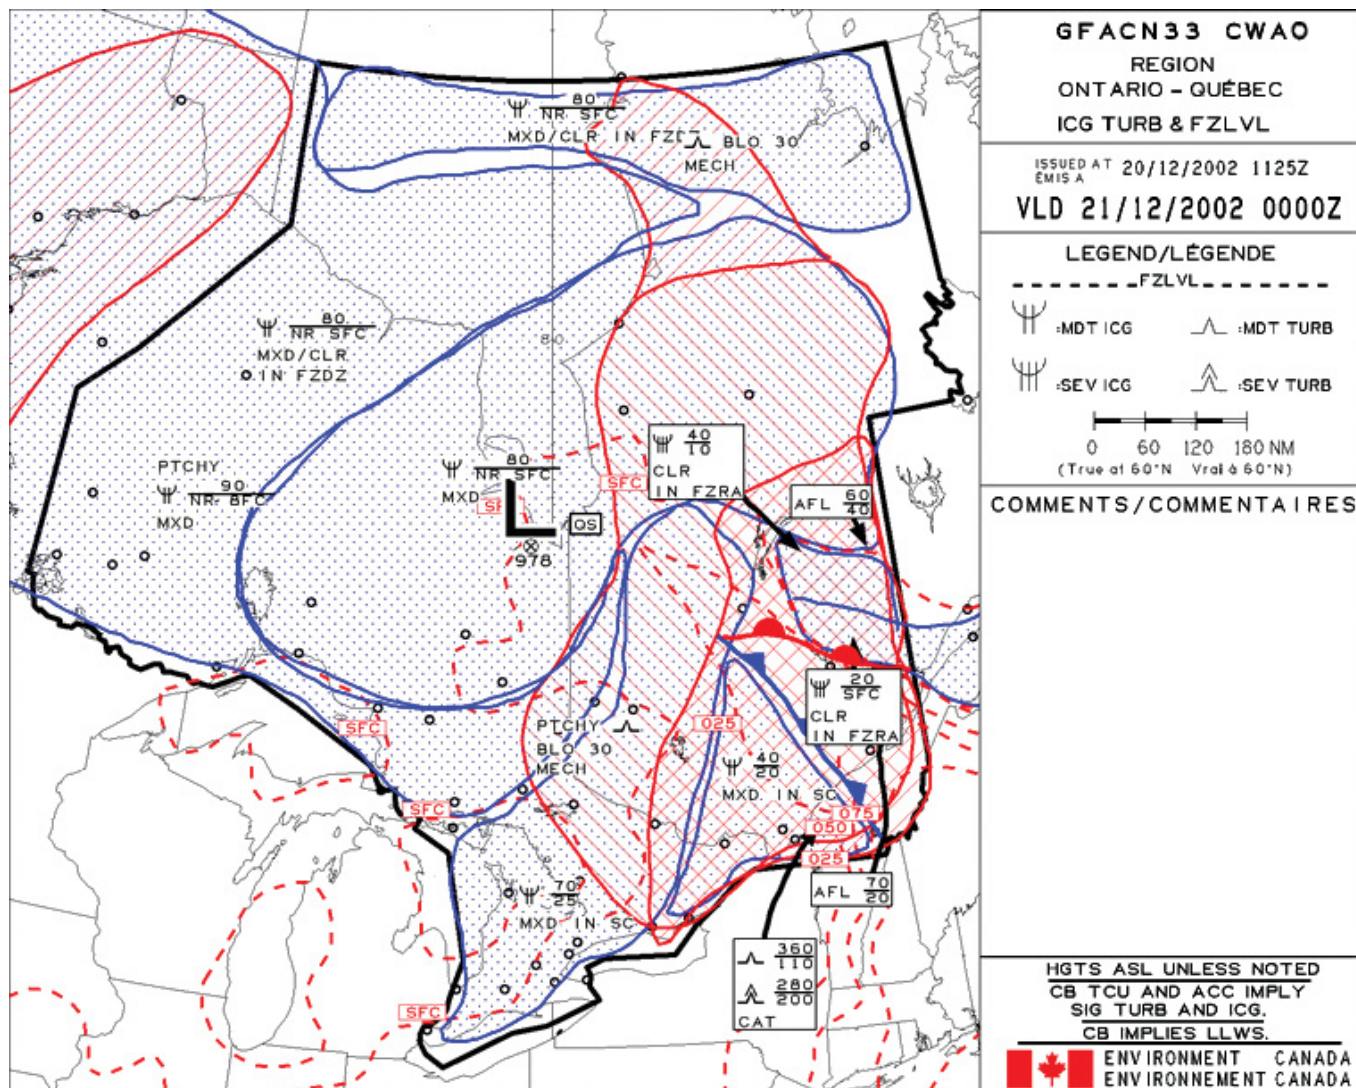 GFACN33 CWAO
REGION
ONTARIO - QUÉBEC
ICG TURB & FZLVL
ISSUED AT
ÉMIS A
20/12/2002 1125Z
VLD 21/12/2002 0000Z
LEGEND/LÉGENDE
FZLVL
:MDT ICG
:MDT TURB
:SEV ICG
:SEV TURB
0 60 120 180 NM
(True at 60°N Vrai à 60°N)
COMMENTS/COMMENTAIRES
HGTS ASL UNLESS NOTED
CB TCU AND ACC IMPLY
SIG TURB AND ICG.
CB IMPLIES LLWS.
ENVIRONMENT CANADA
ENVIRONNEMENT CANADA
80
NR SFC
MXD/CLR IN
BLO 30
MECH
80
NR SFC
MXD/CLR
IN FZDZ
80
PTCHY
90
NR- BFC
MXD
80
NR SFC
MXD
SFC
QS
978
40
10
CLR
IN FZRA
AFL 60
40
SFC
20
SFC
CLR
IN FZRA
025
PTCHY
BLO 30
MECH
40
20
MXD IN SC
SFC
SFC
075
050
025
70
25
MXD IN SC
AFL 70
20
360
110
280
200
CAT
SFC